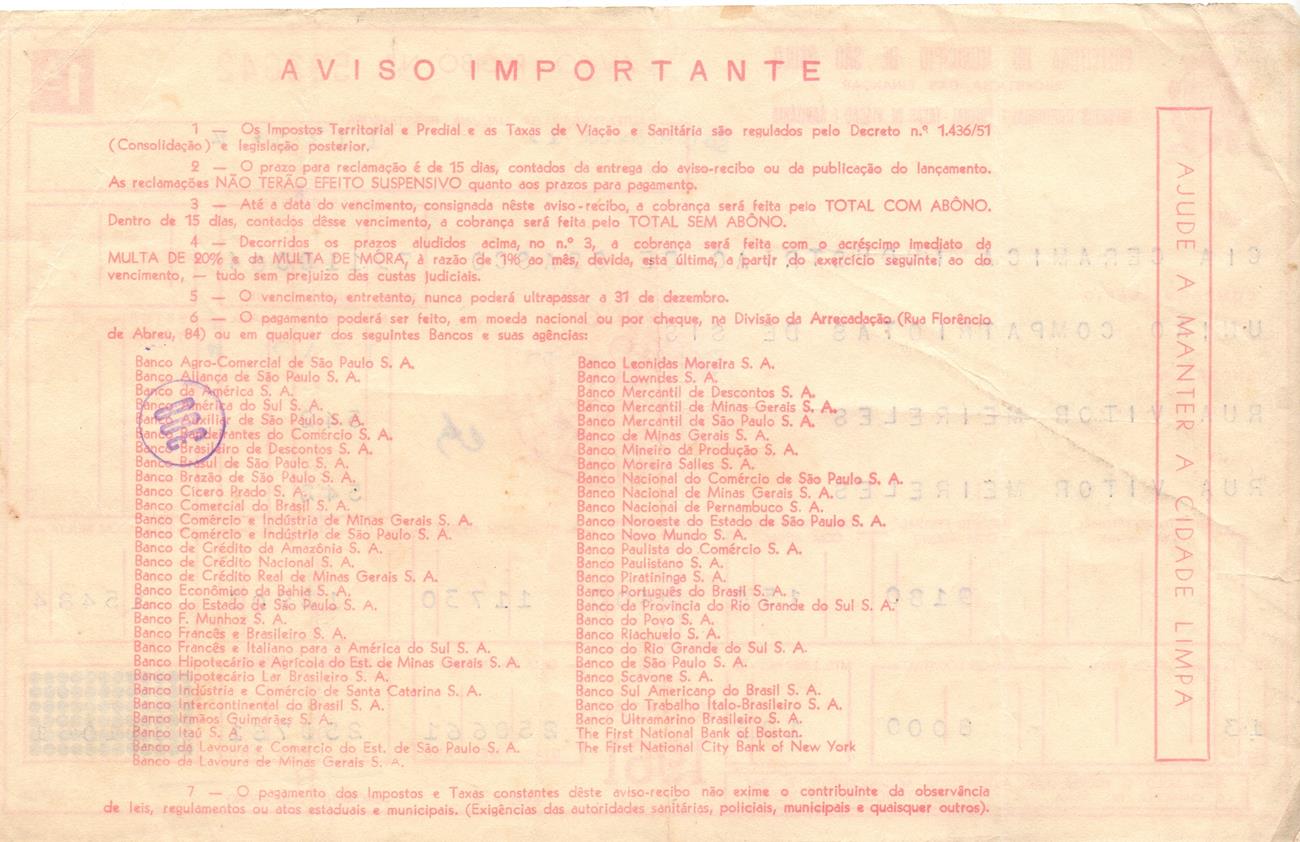 AVISO IMPORTANTE
1 — Os Impostos Territorial e Predial e as Taxas de Viação e Sanitária são regulados pelo Decreto n.º 1.436/51
(Consolidação) e legislação posterior.
2 — O prazo para reclamação é de 15 dias, contados da entrega do aviso-recibo ou da publicação do lançamento.
As reclamações NÃO TERÃO EFEITO SUSPENSIVO quanto aos prazos para pagamento.
3 — Até a data do vencimento, consignada nêste aviso-recibo, a cobrança será feita pelo TOTAL COM ABÔNO.
Dentro de 15 dias, contados dêsse vencimento, a cobrança será feita pelo TOTAL SEM ABÔNO.
4 — Decorridos os prazos aludidos acima, no n.º 3, a cobrança será feita com o acréscimo imediato da
MULTA DE 20% e da MULTA DE MÓRA, à razão de 1% ao mês, devida, esta última, a partir do exercício seguinte ao do
vencimento, — tudo sem prejuizo das custas judiciais.
5 — O vencimento, entretanto, nunca poderá ultrapassar a 31 de dezembro.
6 — O pagamento poderá ser feito, em moeda nacional ou por cheque, na Divisão da Arrecadação (Rua Florêncio
de Abreu, 84) ou em qualquer dos seguintes Bancos e suas agências:
Banco Agro-Comercial de São Paulo S. A.
Banco Aliança de São Paulo S. A.
Banco da América S. A.
Banco América do Sul S. A.
Banco Auxiliar de São Paulo S. A.
Banco Bandeirantes do Comércio S. A.
Banco Brasileiro de Descontos S. A.
Banco Brasul de São Paulo S. A.
Banco Brazão de São Paulo S. A.
Banco Cícero Prado S. A.
Banco Comercial do Brasil S. A.
Banco Comércio e Indústria de Minas Gerais S. A.
Banco Comércio e Indústria de São Paulo S. A.
Banco de Crédito da Amazônia S. A.
Banco de Crédito Nacional S. A.
Banco de Crédito Real de Minas Gerais S. A.
Banco Econômico da Bahia S. A.
Banco do Estado de São Paulo S. A.
Banco F. Munhoz S. A.
Banco Francês e Brasileiro S. A.
Banco Francês e Italiano para a América do Sul S. A.
Banco Hipotecário e Agrícola do Est. de Minas Gerais S. A.
Banco Hipotecário Lar Brasileiro S. A.
Banco Indústria e Comércio de Santa Catarina S. A.
Banco Intercontinental do Brasil S. A.
Banco Irmãos Guimarães S. A.
Banco Itaú S. A.
Banco da Lavoura e Comercio do Est. de São Paulo S. A.
Banco da Lavoura de Minas Gerais S. A.
Banco Leonidas Moreira S. A.
Banco Lowndes S. A.
Banco Mercantil de Descontos S. A.
Banco Mercantil de Minas Gerais S. A.
Banco Mercantil de São Paulo S. A.
Banco de Minas Gerais S. A.
Banco Mineiro da Produção S. A.
Banco Moreira Salles S. A.
Banco Nacional do Comércio de São Paulo S. A.
Banco Nacional de Minas Gerais S. A.
Banco Nacional de Pernambuco S. A.
Banco Noroeste do Estado de São Paulo S. A.
Banco Novo Mundo S. A.
Banco Paulista do Comércio S. A.
Banco Paulistano S. A.
Banco Piratininga S. A.
Banco Português do Brasil S. A.
Banco da Província do Rio Grande do Sul S. A.
Banco do Povo S. A.
Banco Riachuelo S. A.
Banco do Rio Grande do Sul S. A.
Banco de São Paulo S. A.
Banco Scavone S. A.
Banco Sul Americano do Brasil S. A.
Banco do Trabalho Italo-Brasileiro S. A.
Banco Ultramarino Brasileiro S. A.
The First National Bank of Boston.
The First National City Bank of New York
7 — O pagamento dos Impostos e Taxas constantes dêste aviso-recibo não exime o contribuinte da observância
de leis, regulamentos ou atos estaduais e municipais. (Exigências das autoridades sanitárias, policiais, municipais e quaisquer outros).
AJUDE A MANTER A CIDADE LIMPA